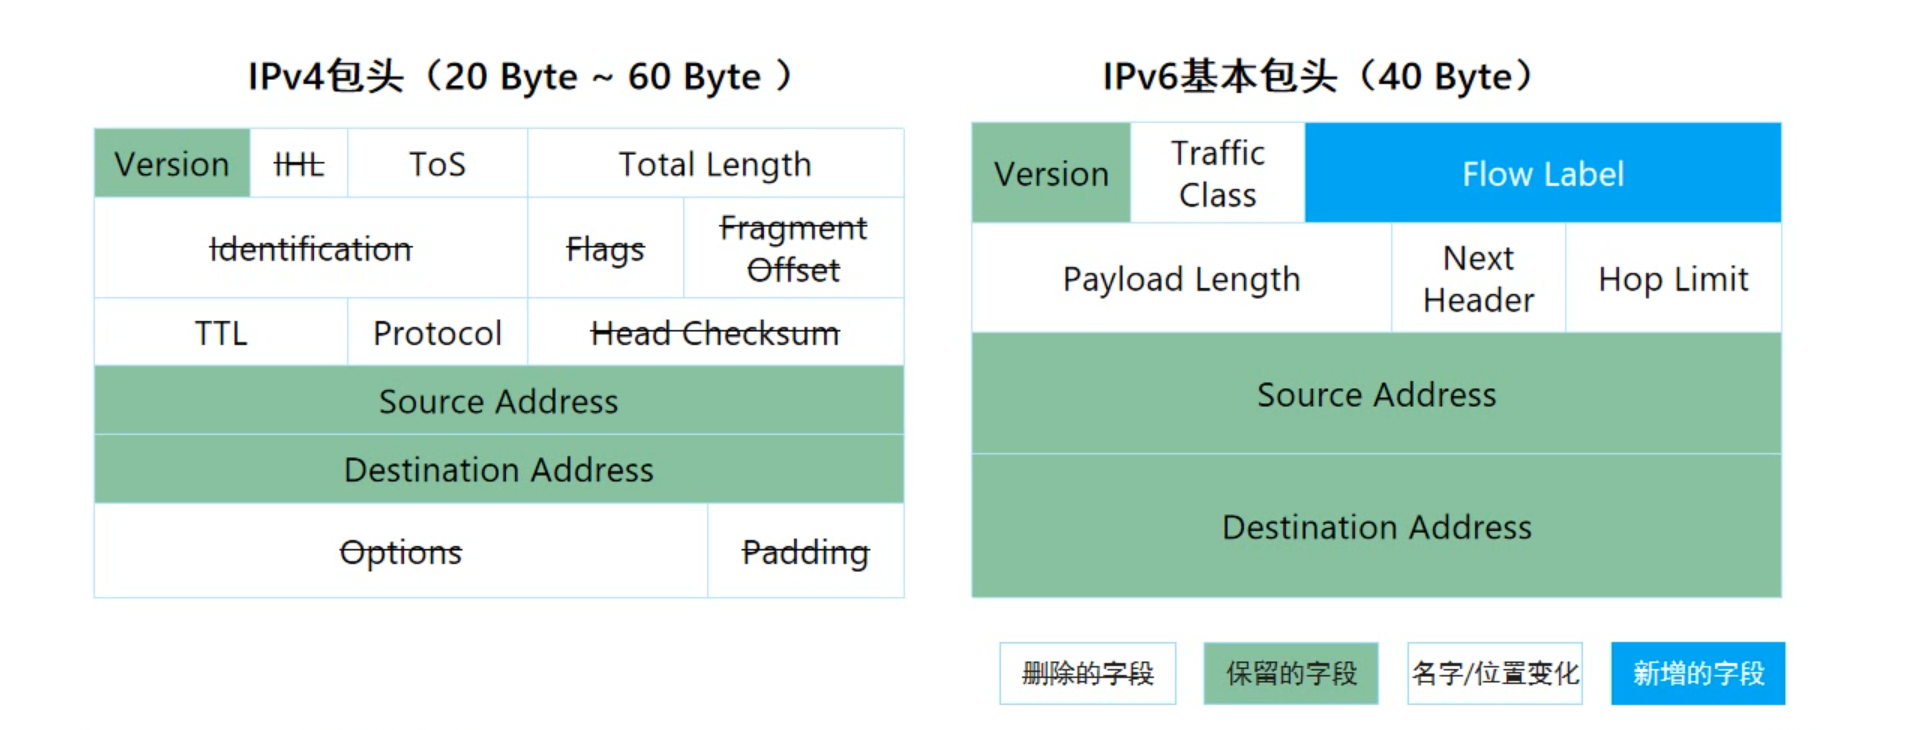 IPv4包头（20 Byte ~ 60 Byte ）
Version IHL ToS Total Length
Identification Flags Fragment
Offset
TTL Protocol Head Checksum
Source Address
Destination Address
Options Padding
IPv6基本包头（40 Byte）
Version Traffic
Class Flow Label
Payload Length Next
Header Hop Limit
Source Address
Destination Address
删除的字段 保留的字段 名字/位置变化 新增的字段